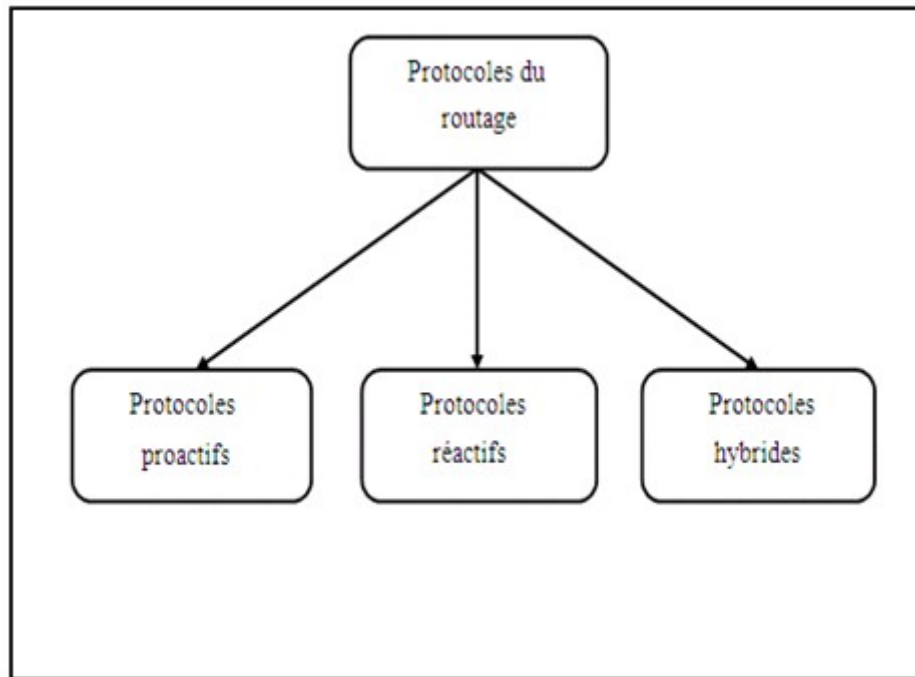 Protocoles du
routage
Protocoles
proactifs
Protocoles
réactifs
Protocoles
hybrides